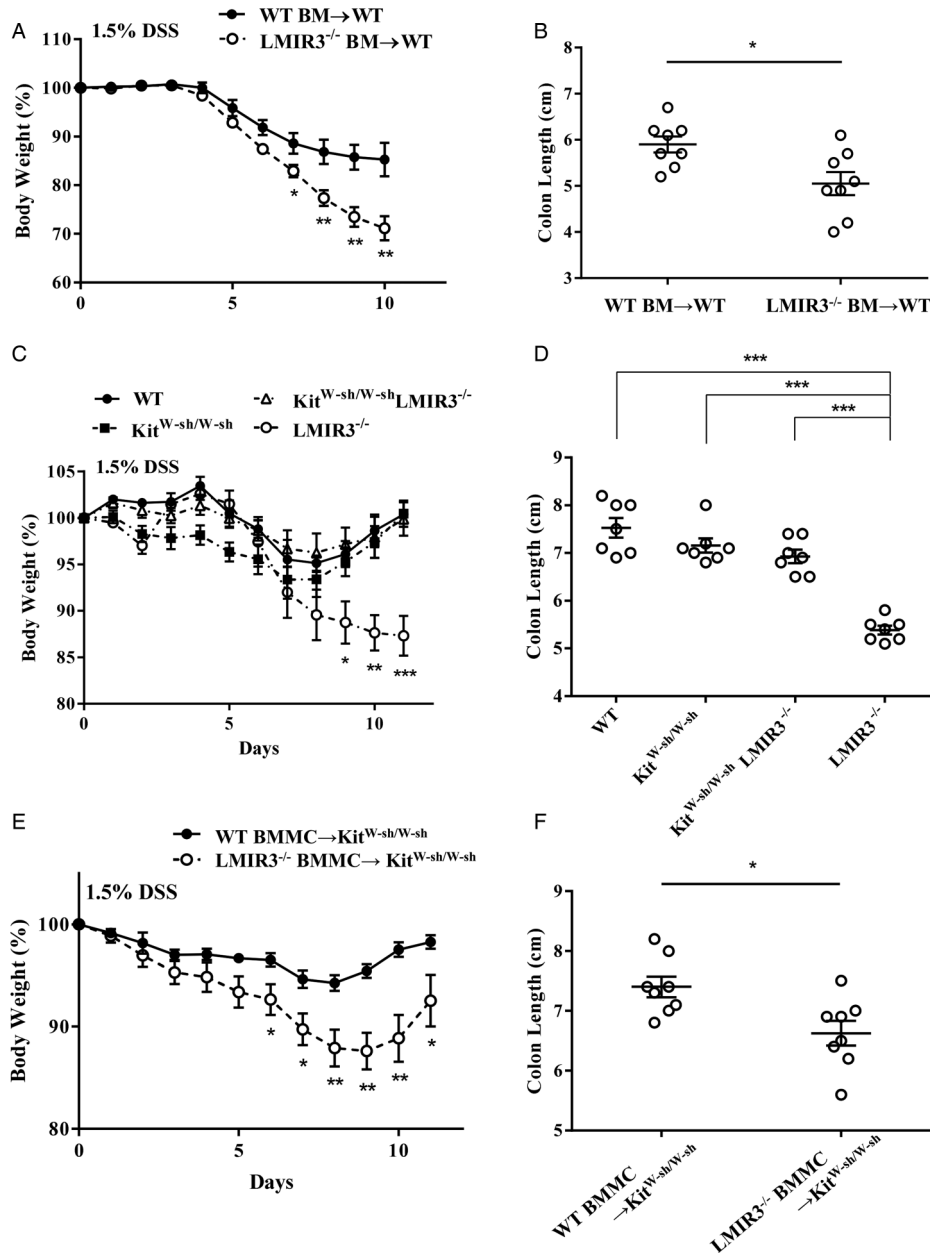 A
1.5% DSS
WT BM→WT
LMIR3-/- BM→WT
Body Weight (%)
100
90
80
70
60
0
5
10
*
**
**
**
B
*
Colon Length (cm)
8
7
6
5
4
3
WT BM→WT
LMIR3-/- BM→WT
C
WT
KitW-sh/W-sh
KitW-sh/W-shLMIR3-/-
LMIR3-/-
1.5% DSS
Body Weight (%)
105
100
95
90
85
80
0
5
10
Days
*
**
***
D
***
***
***
Colon Length (cm)
9
8
7
6
5
4
WT
KitW-sh/W-sh
KitW-sh/W-sh LMIR3-/-
LMIR3-/-
E
WT BMMC→KitW-sh/W-sh
LMIR3-/- BMMC→ KitW-sh/W-sh
1.5% DSS
Body Weight (%)
100
90
80
0
5
10
Days
*
*
**
**
**
*
F
*
Colon Length (cm)
9
8
7
6
5
WT BMMC
→KitW-sh/W-sh
LMIR3-/- BMMC
→KitW-sh/W-sh